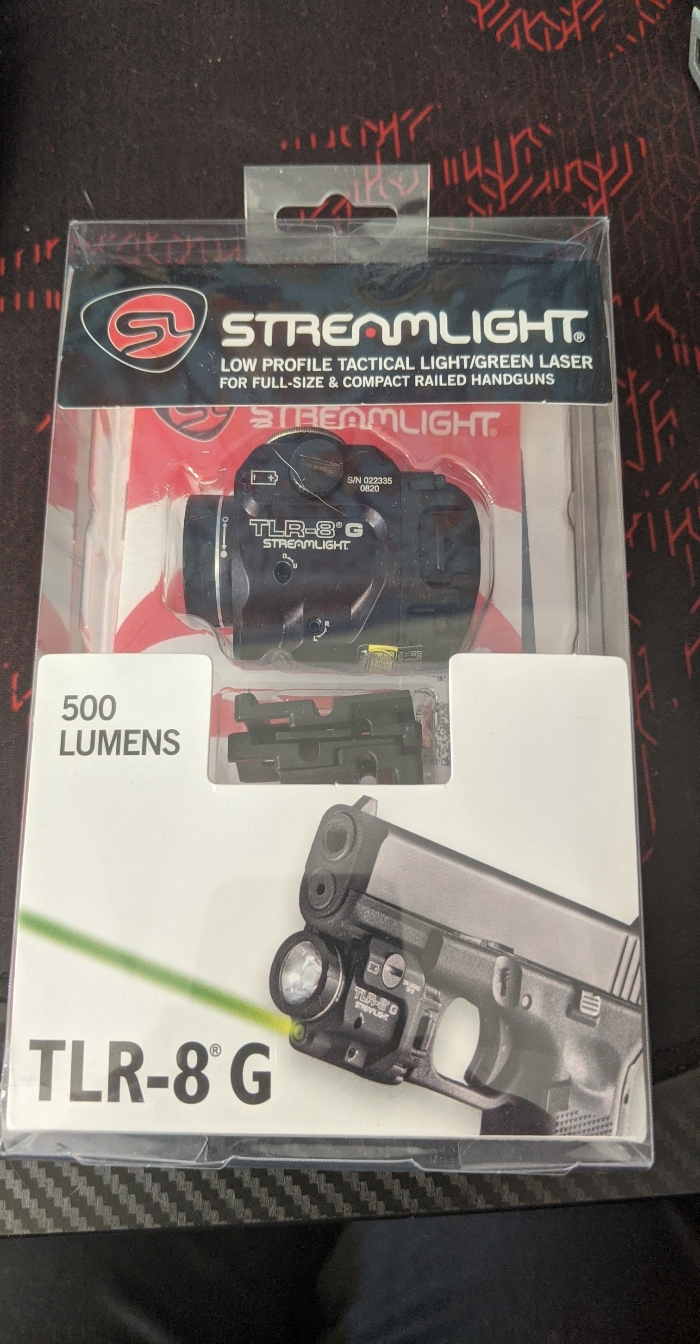 STREAMLIGHT®
LOW PROFILE TACTICAL LIGHT/GREEN LASER
FOR FULL-SIZE & COMPACT RAILED HANDGUNS
STREAMLIGHT
S/N 022335
0820
TLR-8® G
STREAMLIGHT
R
L
500
LUMENS
TLR-8® G
STREAMLIGHT
TLR-8® G